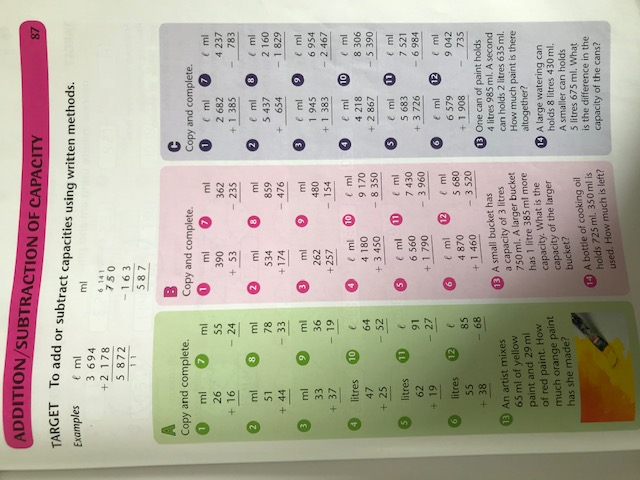 ADDITION/SUBTRACTION OF CAPACITY 87
TARGET To add or subtract capacities using written methods.
Examples
ℓ ml
3 694
+ 2 178
5 872
1 1
ml
6 14 1
7 5 0
− 1 6 3
5 8 7
A
Copy and complete.
1 ml
26
+ 16
2 ml
51
+ 44
3 ml
33
+ 37
4 litres
47
+ 25
5 litres
62
+ 19
6 litres
55
+ 38
7 ml
55
− 24
8 ml
78
− 33
9 ml
36
− 19
10 ℓ
64
− 52
11 ℓ
91
− 27
12 ℓ
85
− 68
13 An artist mixes
65 ml of yellow
paint and 29 ml
of red paint. How
much orange paint
has she made?
B
Copy and complete.
1 ml
390
+ 53
2 ml
534
+ 174
3 ml
262
+ 257
4 ℓ ml
4 180
+ 3 450
5 ℓ ml
6 560
+ 1 790
6 ℓ ml
4 870
+ 1 460
7 ml
362
− 235
8 ml
859
− 476
9 ml
480
− 154
10 ℓ ml
9 170
− 8 350
11 ℓ ml
7 430
− 3 960
12 ℓ ml
5 680
− 3 520
13 A small bucket has
a capacity of 3 litres
750 ml. A larger bucket
has 1 litre 385 ml more
capacity. What is the
capacity of the larger
bucket?
14 A bottle of cooking oil
holds 725 ml. 350 ml is
used. How much is left?
C
Copy and complete.
1 ℓ ml
2 682
+ 1 385
2 ℓ ml
5 437
+ 654
3 ℓ ml
1 945
+ 1 383
4 ℓ ml
4 218
+ 2 867
5 ℓ ml
5 683
+ 3 726
6 ℓ ml
6 579
+ 1 908
7 ℓ ml
4 237
− 783
8 ℓ ml
2 160
− 1 829
9 ℓ ml
6 954
− 2 467
10 ℓ ml
8 306
− 5 390
11 ℓ ml
7 521
− 6 984
12 ℓ ml
9 042
− 735
13 One can of paint holds
4 litres 985 ml. A second
can holds 2 litres 635 ml.
How much paint is there
altogether?
14 A large watering can
holds 8 litres 430 ml.
A smaller can holds
5 litres 675 ml. What
is the difference in the
capacity of the cans?